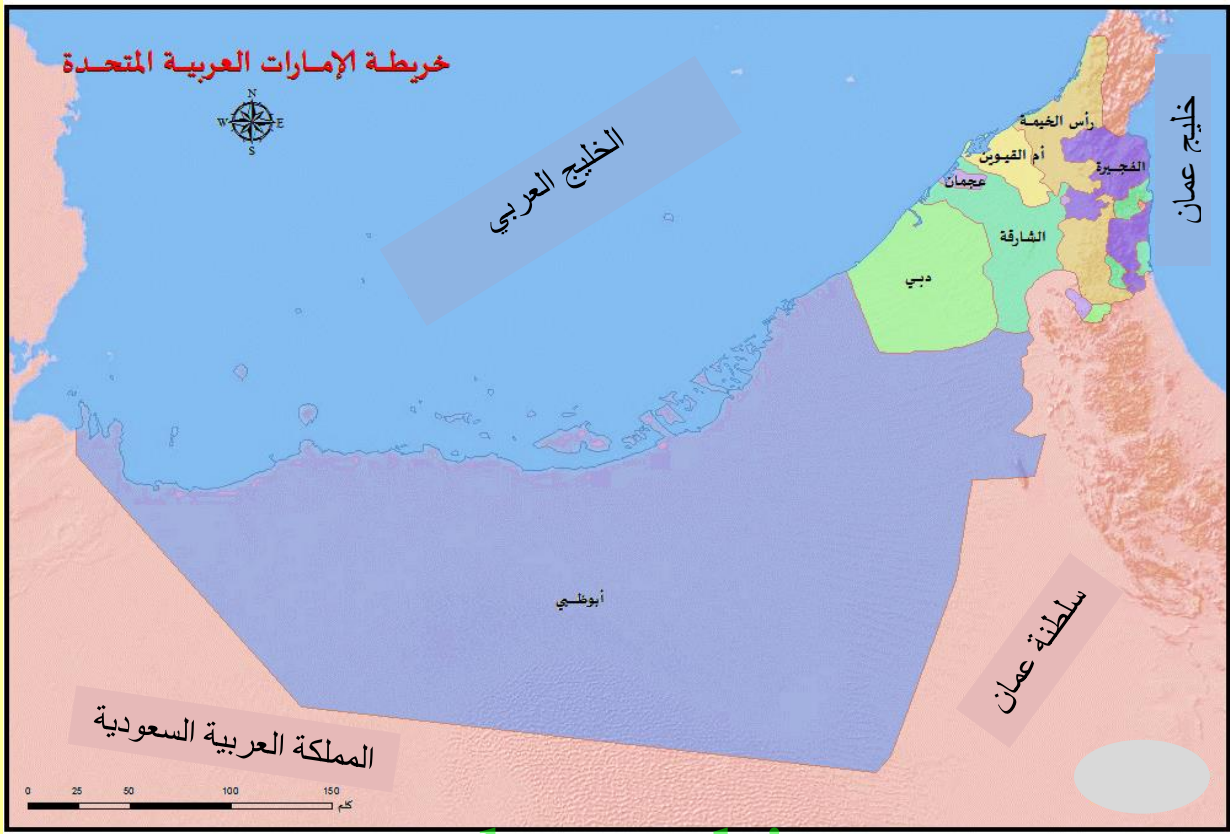 خريطة الإمارات العربية المتحدة
N
W E
S
الخليج العربي
خليج عمان
رأس الخيمة
أم القيوين
الفجيرة
عجمان
الشارقة
دبي
أبوظبي
سلطنة عمان
المملكة العربية السعودية
0 25 50 100 150
كلم